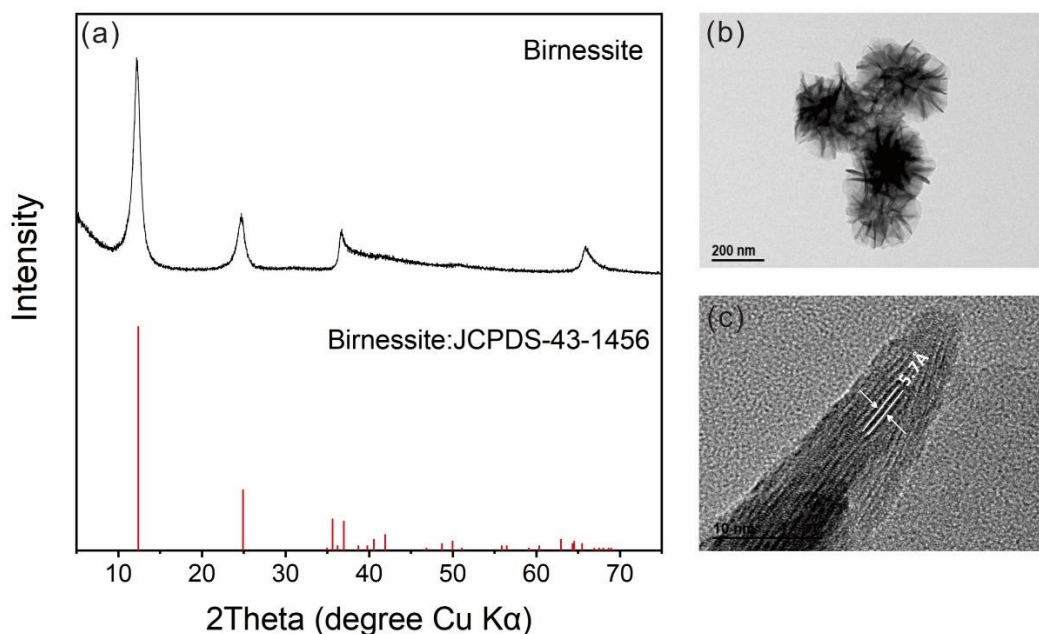 (a)
Birnessite
Birnessite:JCPDS-43-1456
Intensity
10 20 30 40 50 60 70
2Theta (degree Cu Kα)
(b)
200 nm
(c)
5.7Å
10 nm